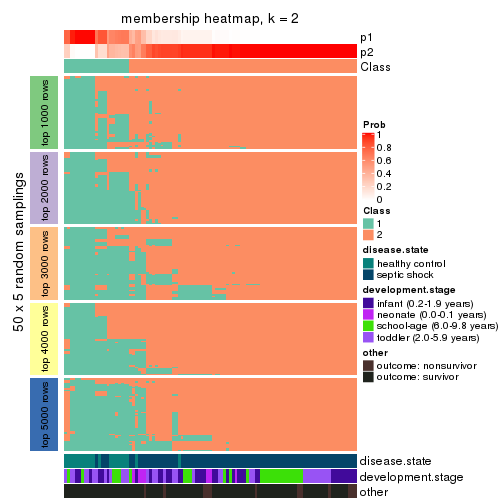 membership heatmap, k = 2
p1
p2
Class
50 x 5 random samplings
top 1000 rows
top 2000 rows
top 3000 rows
top 4000 rows
top 5000 rows
disease.state
development.stage
other
Prob
1
0.8
0.6
0.4
0.2
0
Class
1
2
disease.state
healthy control
septic shock
development.stage
infant (0.2-1.9 years)
neonate (0.0-0.1 years)
school-age (6.0-9.8 years)
toddler (2.0-5.9 years)
other
outcome: nonsurvivor
outcome: survivor